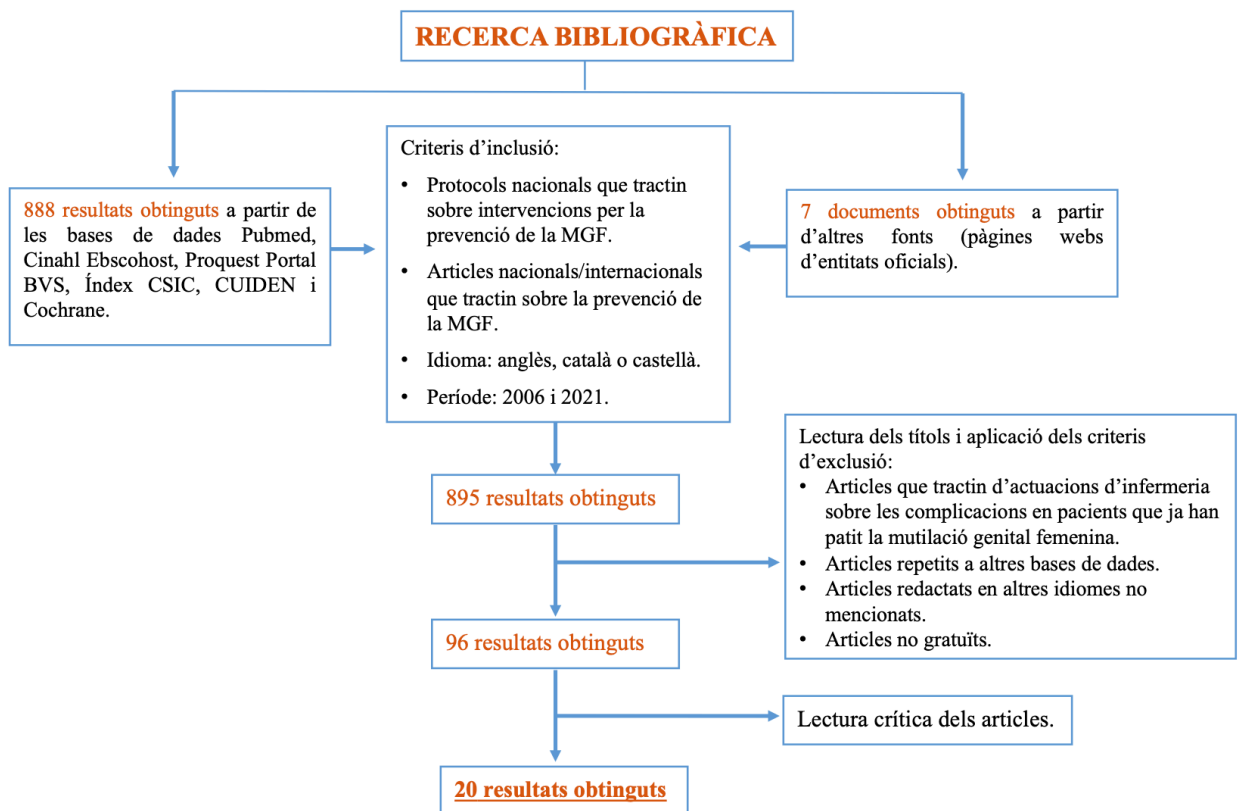 RECERCA BIBLIOGRÀFICA
888 resultats obtinguts a partir de
les bases de dades Pubmed,
Cinahl Ebscohost, Proquest Portal
BVS, Índex CSIC, CUIDEN i
Cochrane.
Criteris d’inclusió:
• Protocols nacionals que tractin
sobre intervencions per la
prevenció de la MGF.
• Articles nacionals/internacionals
que tractin sobre la prevenció de
la MGF.
• Idioma: anglès, català o castellà.
• Període: 2006 i 2021.
7 documents obtinguts a partir
d’altres fonts (pàgines webs
d’entitats oficials).
895 resultats obtinguts
Lectura dels títols i aplicació dels criteris
d’exclusió:
• Articles que tractin d’actuacions d’infermeria
sobre les complicacions en pacients que ja han
patit la mutilació genital femenina.
• Articles repetits a altres bases de dades.
• Articles redactats en altres idiomes no
mencionats.
• Articles no gratuïts.
96 resultats obtinguts
Lectura crítica dels articles.
20 resultats obtinguts